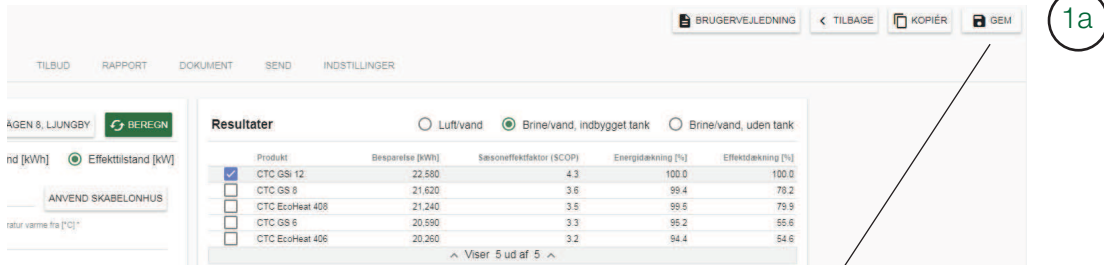 BRUGERVEJLEDNING TILBAGE KOPIÉR GEM 1a
TILBUD RAPPORT DOKUMENT SEND INDSTILLINGER
ÄGEN 8, LJUNGBY BEREGN
nd [kWh] Effekttilstand [kW]
ANVEND SKABELONHUS
ratur varme fra [°C] *
Resultater Luft/vand Brine/vand, indbygget tank Brine/vand, uden tank
Produkt Besparelse [kWh] Sæsoneffektfaktor (SCOP) Energidækning [%] Effektdækning [%]
CTC GSi 12 22,580 4.3 100.0 100.0
CTC GS 8 21,620 3.6 99.4 78.2
CTC EcoHeat 408 21,240 3.5 99.5 79.9
CTC GS 6 20,590 3.3 95.2 55.6
CTC EcoHeat 406 20,260 3.2 94.4 54.6
Viser 5 ud af 5